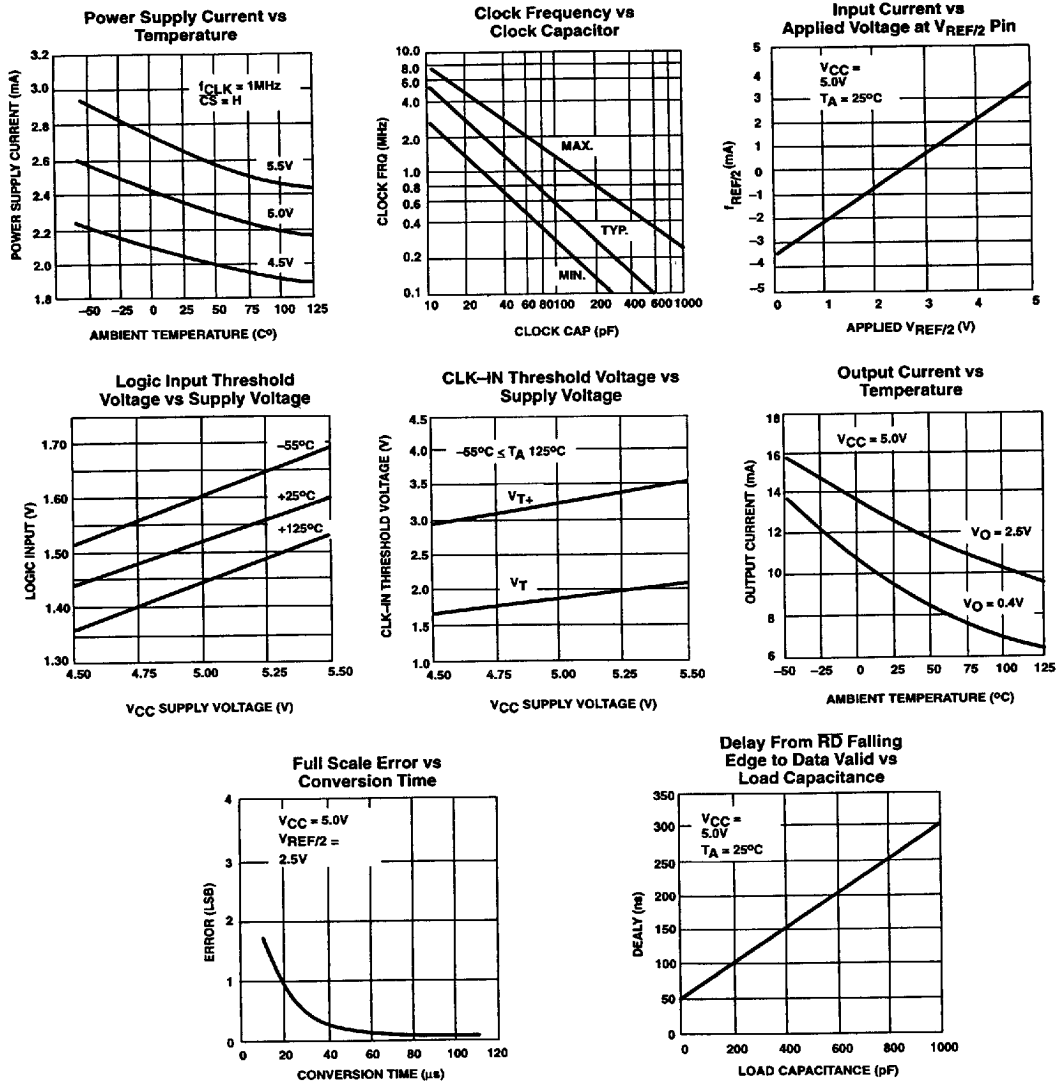 Power Supply Current vs
Temperature
POWER SUPPLY CURRENT (mA)
3.2
3.0
2.8
2.6
2.4
2.2
2.0
1.8
fCLK = 1MHz
CS = H
5.5V
5.0V
4.5V
−50 −25 0 25 50 75 100 125
AMBIENT TEMPERATURE (Cº)
Clock Frequency vs
Clock Capacitor
CLOCK FRQ (MHz)
10.0
8.0
6.0
4.0
2.0
1.0
0.8
0.6
0.4
0.2
0.1
MAX.
TYP.
MIN.
10 20 40 60 80100 200 400 600 1000
CLOCK CAP (pF)
Input Current vs
Applied Voltage at VREF/2 Pin
fREF/2 (mA)
5
4
3
2
1
0
−1
−2
−3
−4
−5
VCC =
5.0V
TA = 25ºC
0 1 2 3 4 5
APPLIED VREF/2 (V)
Logic Input Threshold
Voltage vs Supply Voltage
LOGIC INPUT (V)
1.70
1.60
1.50
1.40
1.30
−55ºC
+25ºC
+125ºC
4.50 4.75 5.00 5.25 5.50
VCC SUPPLY VOLTAGE (V)
CLK–IN Threshold Voltage vs
Supply Voltage
CLK–IN THRESHOLD VOLTAGE (V)
4.5
4.0
3.5
3.0
2.5
2.0
1.5
1.0
−55ºC ≤ TA 125ºC
VT+
VT
4.50 4.75 5.00 5.25 5.50
VCC SUPPLY VOLTAGE (V)
Output Current vs
Temperature
OUTPUT CURRENT (mA)
18
16
14
12
10
8
6
VCC = 5.0V
VO = 2.5V
VO = 0.4V
−50 −25 0 25 50 75 100 125
AMBIENT TEMPERATURE (ºC)
Full Scale Error vs
Conversion Time
ERROR (LSB)
4
3
2
1
0
VCC = 5.0V
VREF/2 =
2.5V
0 20 40 60 80 100 120
CONVERSION TIME (µs)
Delay From RD Falling
Edge to Data Valid vs
Load Capacitance
DEALY (ns)
350
300
250
200
150
100
50
0
VCC =
5.0V
TA = 25ºC
0 200 400 600 800 1000
LOAD CAPACITANCE (pF)